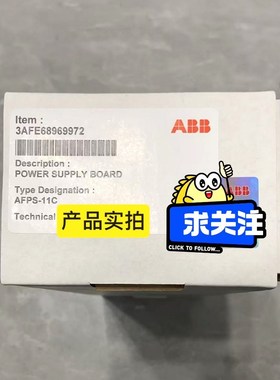 Item :
3AFE68969972
ABB
Description :
POWER SUPPLY BOARD
Type Designation :
AFPS-11C
ABB
Technical
产品实拍
求关注
CLICK TO FOLLOW...